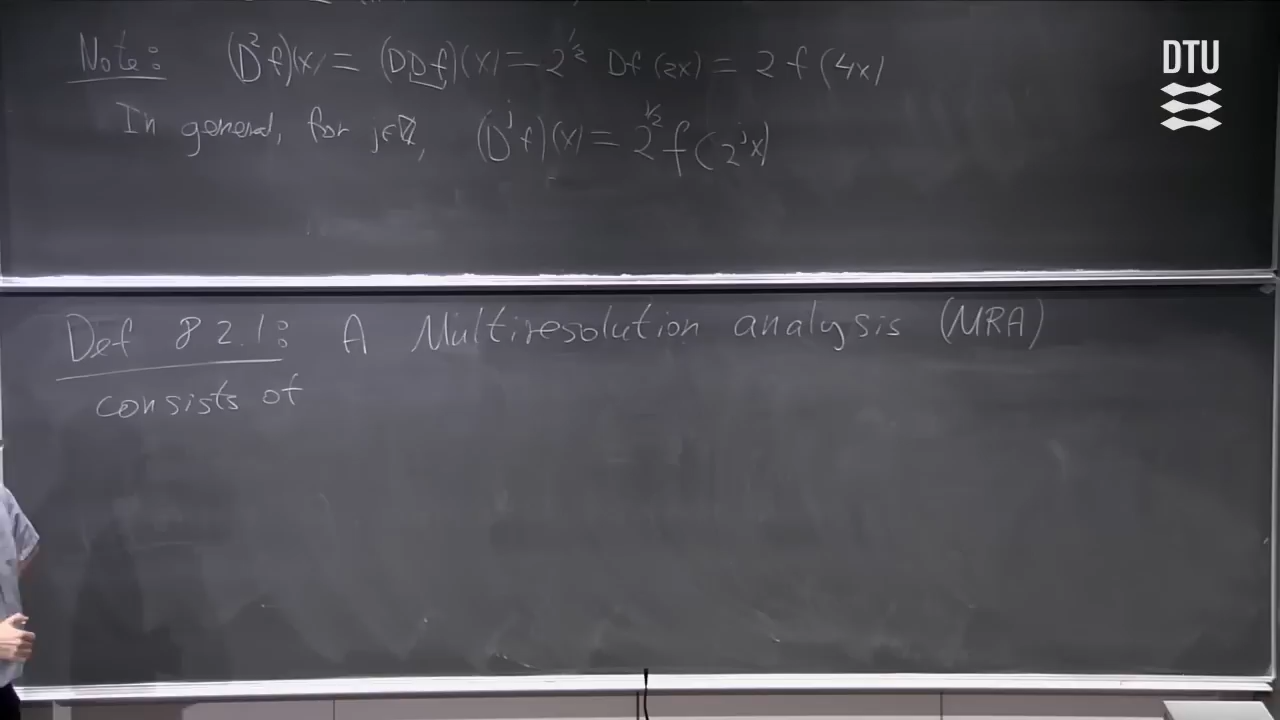 Note: (D²f)(x) = (DDf)(x) = 2^{1/2} Df(2x) = 2f(4x)
In general, for j∈ℤ, (D^j f)(x) = 2^{j/2} f(2^j x)
Def 8.2.1: A Multiresolution analysis (MRA)
consists of
DTU